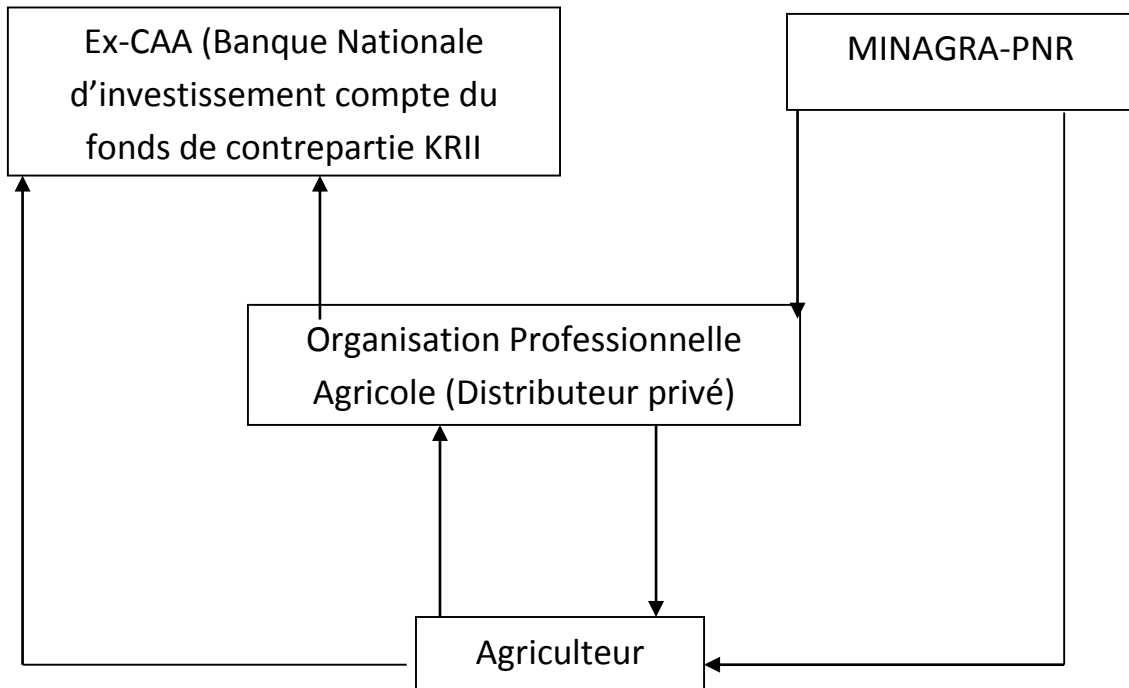 Ex-CAA (Banque Nationale
d’investissement compte du
fonds de contrepartie KRII
MINAGRA-PNR
Organisation Professionnelle
Agricole (Distributeur privé)
Agriculteur